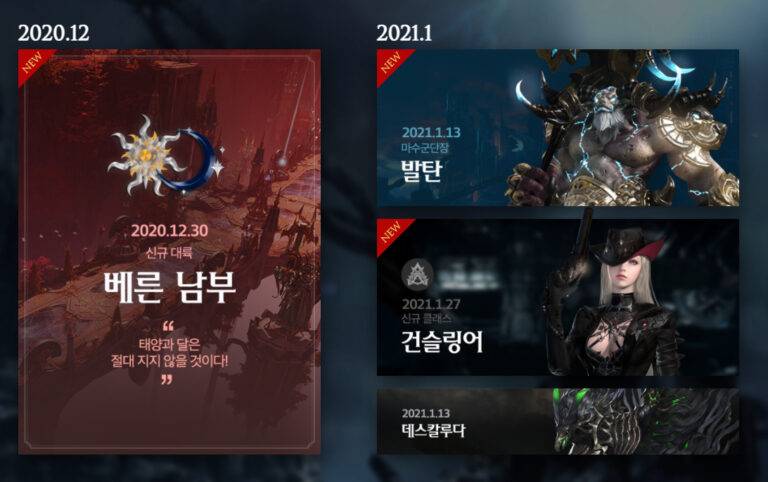 2020.12
NEW
2020.12.30
신규 대륙
베른 남부
“
태양과 달은
절대 지지 않을 것이다!
”
2021.1
NEW
2021.1.13
마수군단장
발탄
NEW
2021.1.27
신규 클래스
건슬링어
2021.1.13
데스칼루다